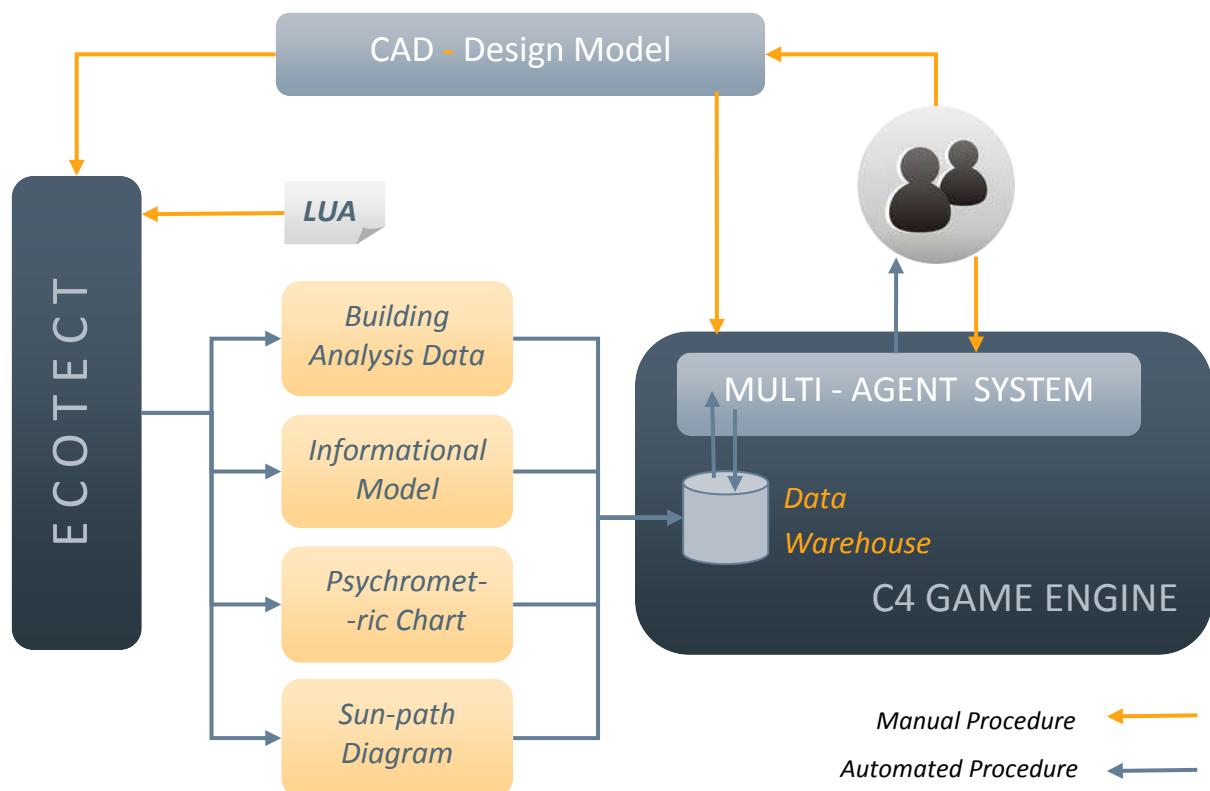 CAD - Design Model
LUA
ECOTECT
Building
Analysis Data
Informational
Model
Psychromet-
-ric Chart
Sun-path
Diagram
MULTI - AGENT SYSTEM
Data
Warehouse
C4 GAME ENGINE
Manual Procedure
Automated Procedure